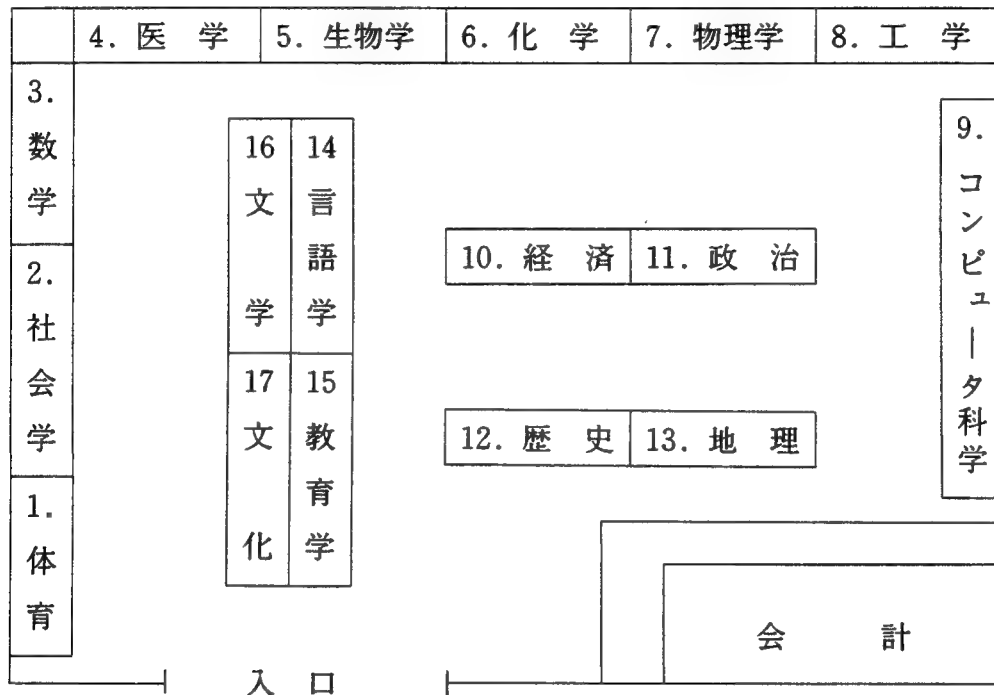 4. 医 学
5. 生物学
6. 化 学
7. 物理学
8. 工 学
3. 数学
2. 社会学
1. 体育
16 文学
14 言語学
17 文化
15 教育学
10. 経 済
11. 政 治
12. 歴 史
13. 地 理
9. コンピュータ科学
会 計
入 口